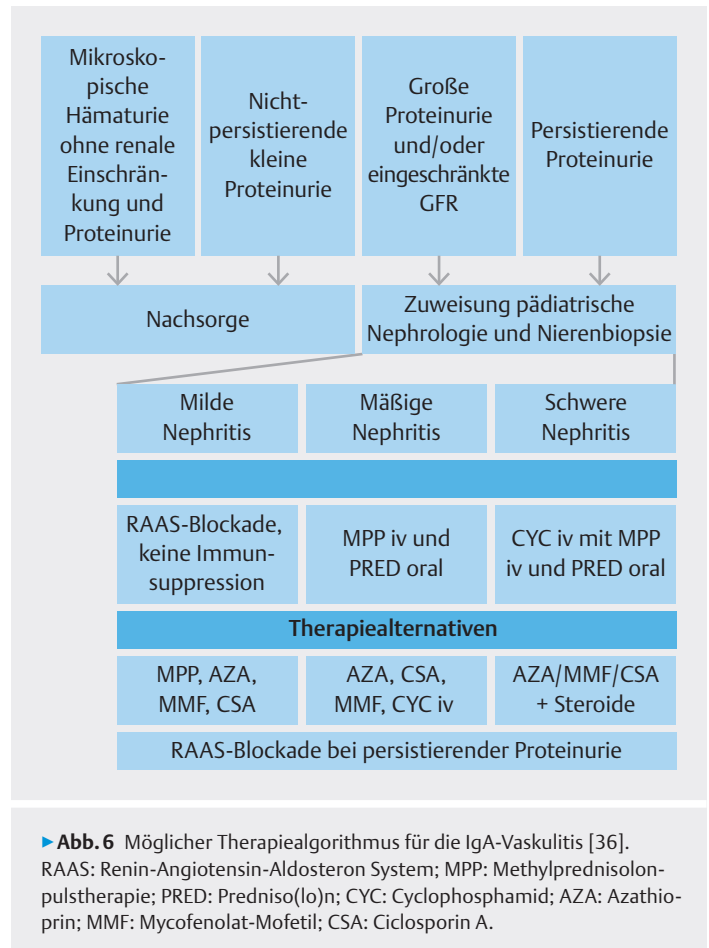 Mikrosko-
pische
Hämaturie
ohne renale
Einschrän-
kung und
Proteinurie
Nicht-
persistierende
kleine
Proteinurie
Große
Proteinurie
und/oder
eingeschränkte
GFR
Persistierende
Proteinurie
Nachsorge
Zuweisung pädiatrische
Nephrologie und Nierenbiopsie
Milde
Nephritis
Mäßige
Nephritis
Schwere
Nephritis
RAAS-Blockade,
keine Immun-
suppression
MPP iv und
PRED oral
CYC iv mit MPP
iv und PRED oral
Therapiealternativen
MPP, AZA,
MMF, CSA
AZA, CSA,
MMF, CYC iv
AZA/MMF/CSA
+ Steroide
RAAS-Blockade bei persistierender Proteinurie
▶ Abb. 6 Möglicher Therapiealgorithmus für die IgA-Vaskulitis [36].
RAAS: Renin-Angiotensin-Aldosteron System; MPP: Methylprednisolon-
pulstherapie; PRED: Predniso(lo)n; CYC: Cyclophosphamid; AZA: Azathio-
prin; MMF: Mycofenolat-Mofetil; CSA: Ciclosporin A.